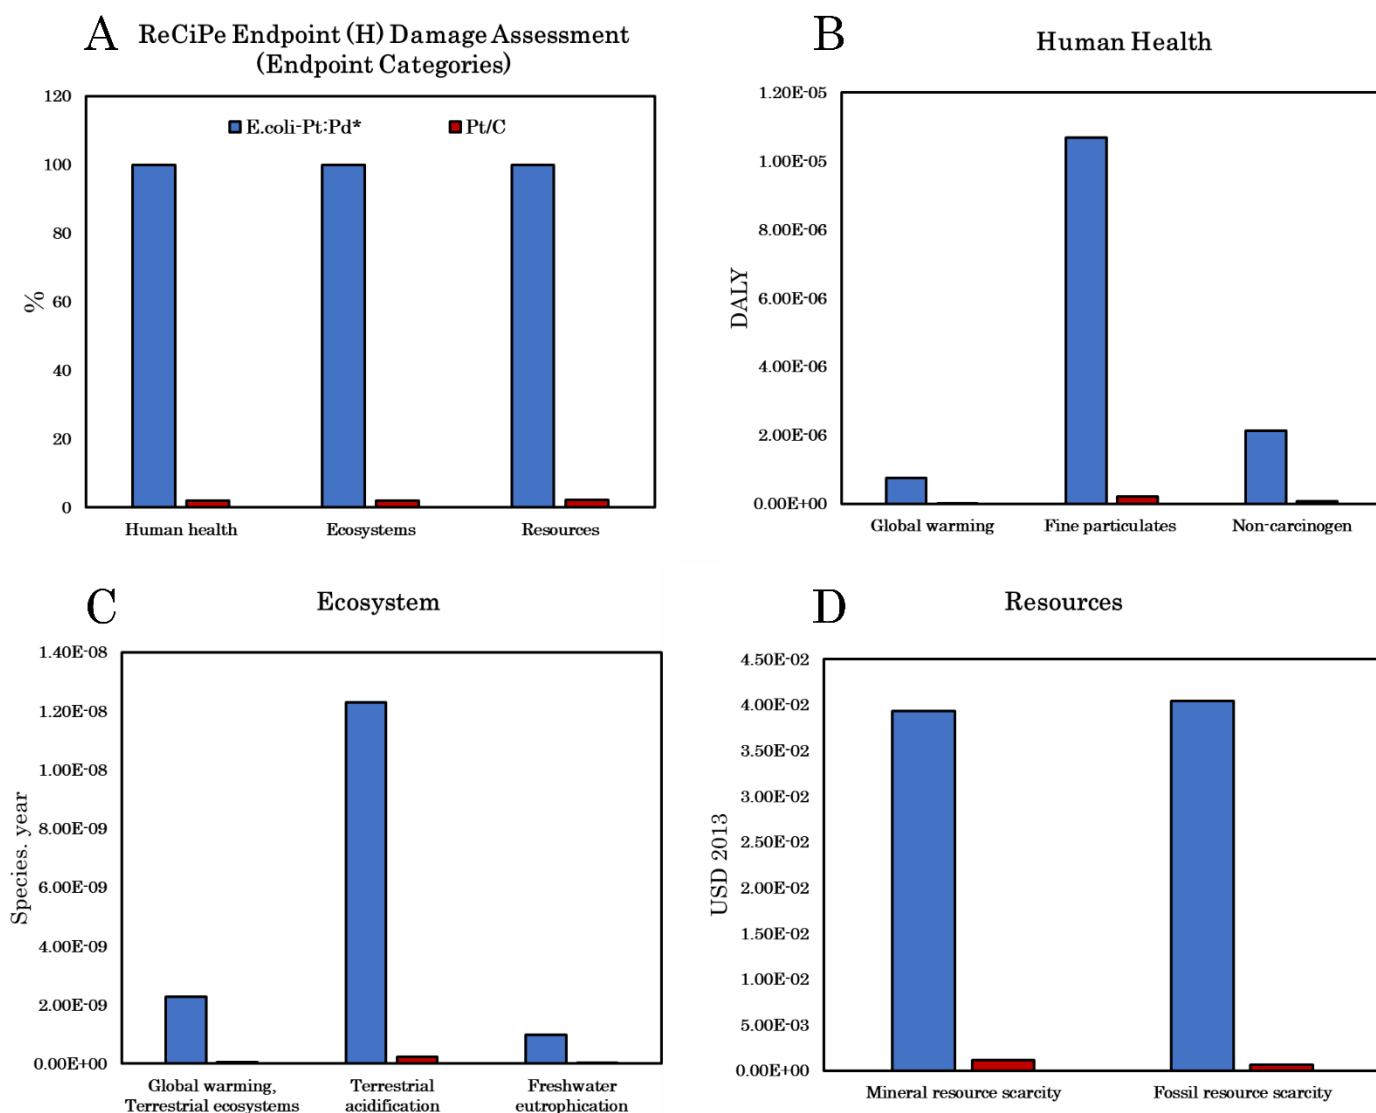 A
ReCiPe Endpoint (H) Damage Assessment
(Endpoint Categories)
120
100
80
60
40
20
0
%
E.coli-Pt:Pd*
Pt/C
Human health
Ecosystems
Resources
B
Human Health
1.20E-05
1.00E-05
8.00E-06
6.00E-06
4.00E-06
2.00E-06
0.00E+00
DALY
Global warming
Fine particulates
Non-carcinogen
C
Ecosystem
1.40E-08
1.20E-08
1.00E-08
8.00E-09
6.00E-09
4.00E-09
2.00E-09
0.00E+00
Species. year
Global warming,
Terrestrial ecosystems
Terrestrial
acidification
Freshwater
eutrophication
D
Resources
4.50E-02
4.00E-02
3.50E-02
3.00E-02
2.50E-02
2.00E-02
1.50E-02
1.00E-02
5.00E-03
0.00E+00
USD 2013
Mineral resource scarcity
Fossil resource scarcity